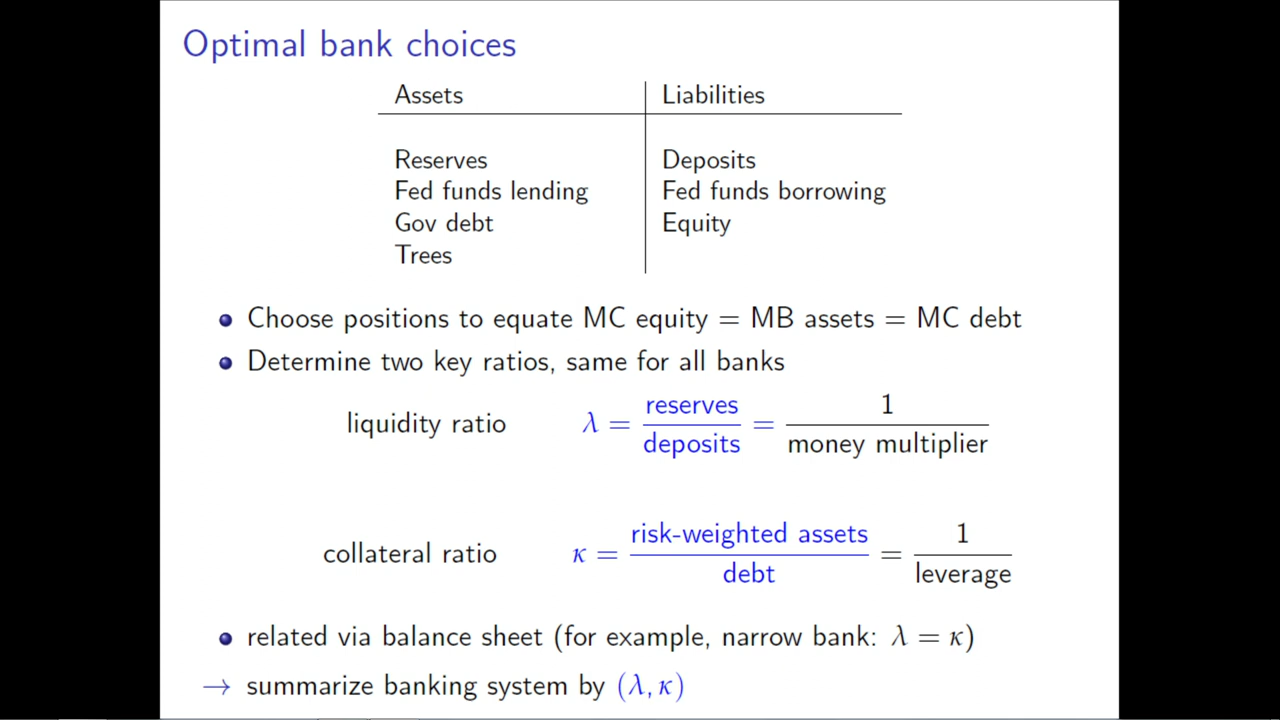 Optimal bank choices
Assets Liabilities
Reserves Deposits
Fed funds lending Fed funds borrowing
Gov debt Equity
Trees
Choose positions to equate MC equity = MB assets = MC debt
Determine two key ratios, same for all banks
liquidity ratio λ = reserves / deposits = 1 / money multiplier
collateral ratio κ = risk-weighted assets / debt = 1 / leverage
related via balance sheet (for example, narrow bank: λ = κ)
→ summarize banking system by (λ, κ)